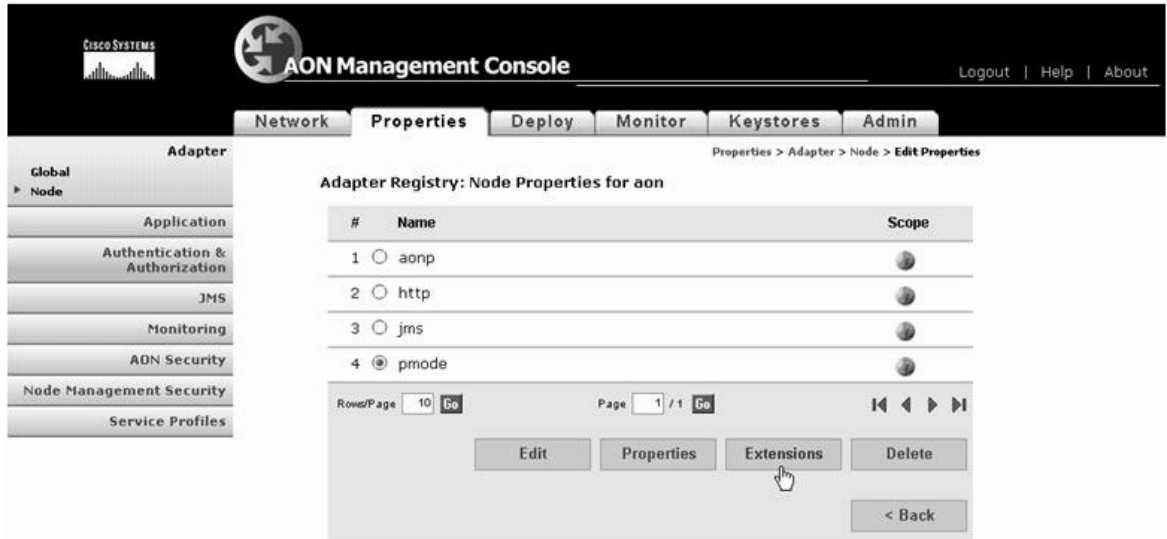 CISCO SYSTEMS
AON Management Console
Logout | Help | About
Network Properties Deploy Monitor Keystores Admin
Adapter
Global
Node
Application
Authentication &
Authorization
JMS
Monitoring
AON Security
Node Management Security
Service Profiles
Properties > Adapter > Node > Edit Properties
Adapter Registry: Node Properties for aon
# Name Scope
1 aonp
2 http
3 jms
4 pmode
Rows/Page 10 Go Page 1 / 1 Go
Edit Properties Extensions Delete
< Back